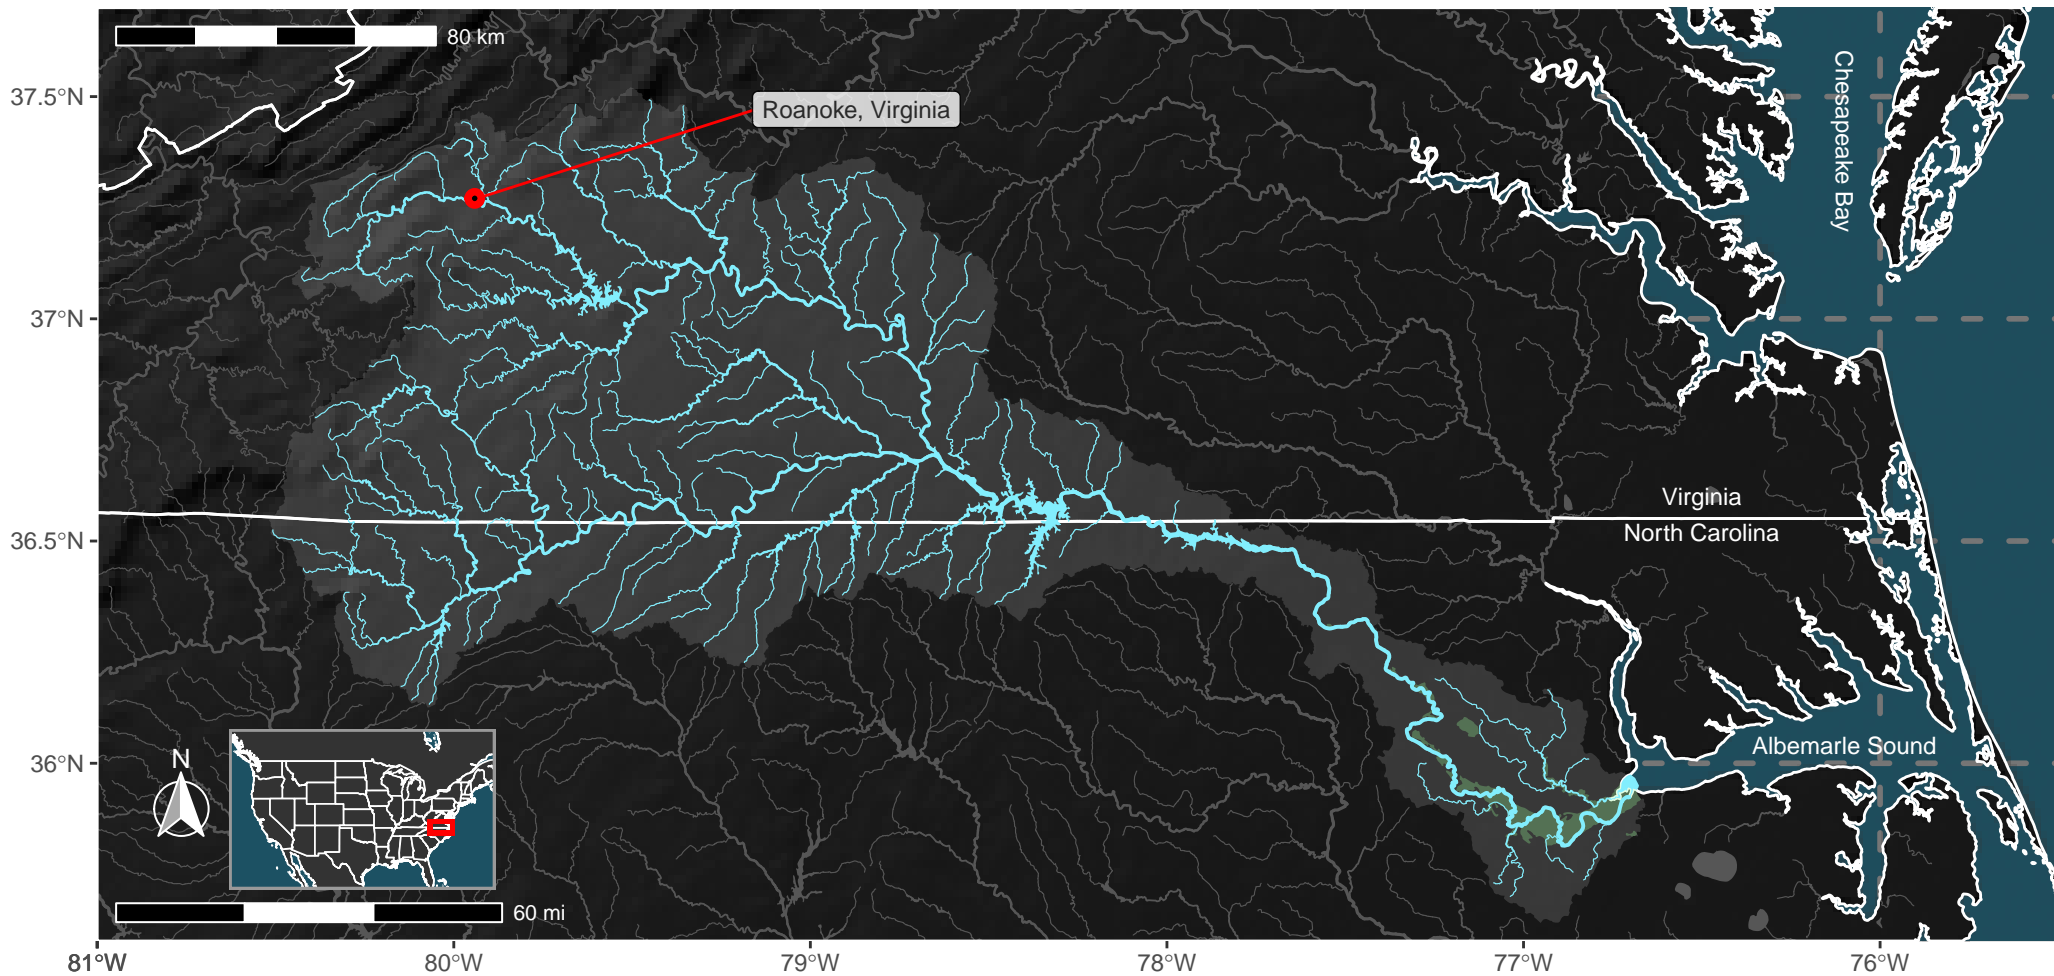 80 km
37.5°N
Roanoke, Virginia
Chesapeake Bay
37°N
Virginia
36.5°N
North Carolina
Albemarle Sound
36°N
N
60 mi
81°W
80°W
79°W
78°W
77°W
76°W